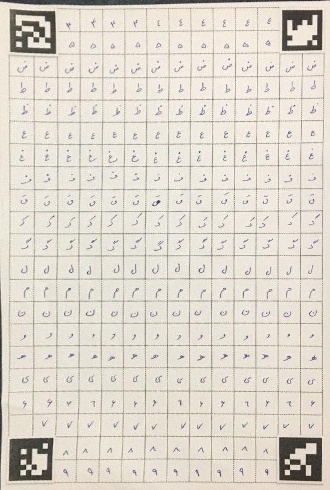 ۴ ۴ ۴ ۴ ۴ ۴ ۴ ۴ ۴ ۴
۵ ۵ ۵ ۵ ۵ ۵ ۵ ۵ ۵ ۵
ض ض ض ض ض ض ض ض ض ض ض ض ض ض
ط ط ط ط ط ط ط ط ط ط ط ط ط ط
ظ ظ ظ ظ ظ ظ ظ ظ ظ ظ ظ ظ ظ ظ
ع ع ع ع ع ع ع ع ع ع ع ع ع ع
غ غ غ غ غ غ غ غ غ غ غ غ غ غ
ف ف ف ف ف ف ف ف ف ف ف ف ف ف
ق ق ق ق ق ق ق ق ق ق ق ق ق
ک ک ک ک ک ک ک ک ک ک ک ک ک ک
گ گ گ گ گ گ گ گ گ گ گ گ گ گ
ل ل ل ل ل ل ل ل ل ل ل ل ل ل
م م م م م م م م م م م م م م
ن ن ن ن ن ن ن ن ن ن ن ن ن ن
و و و و و و و و و و و و و و
ه ه ه ه ه ه ه ه ه ه ه ه ه ه
ی ی ی ی ی ی ی ی ی ی ی ی ی ی
۶ ۶ ۶ ۶ ۶ ۶ ۶ ۶ ۶ ۶ ۶ ۶ ۶ ۶
۷ ۷ ۷ ۷ ۷ ۷ ۷ ۷ ۷ ۷ ۷ ۷ ۷
۸ ۸ ۸ ۸ ۸ ۸ ۸ ۸ ۸ ۸
۹ ۹ ۹ ۹ ۹ ۹ ۹ ۹ ۹ ۹